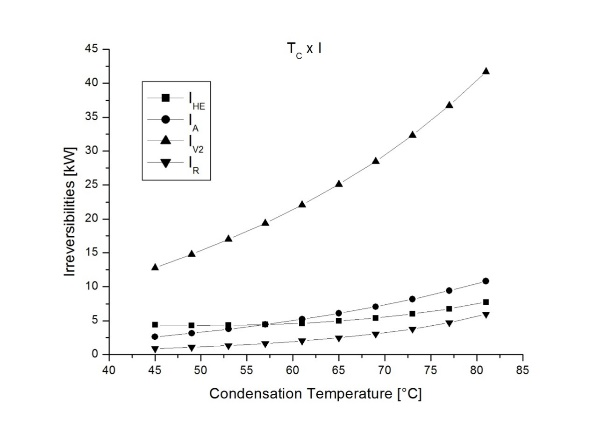 T_C x I
I_HE
I_A
I_V2
I_R
45
40
35
30
25
20
15
10
5
0
Irreversibilities [kW]
40 45 50 55 60 65 70 75 80 85
Condensation Temperature [°C]